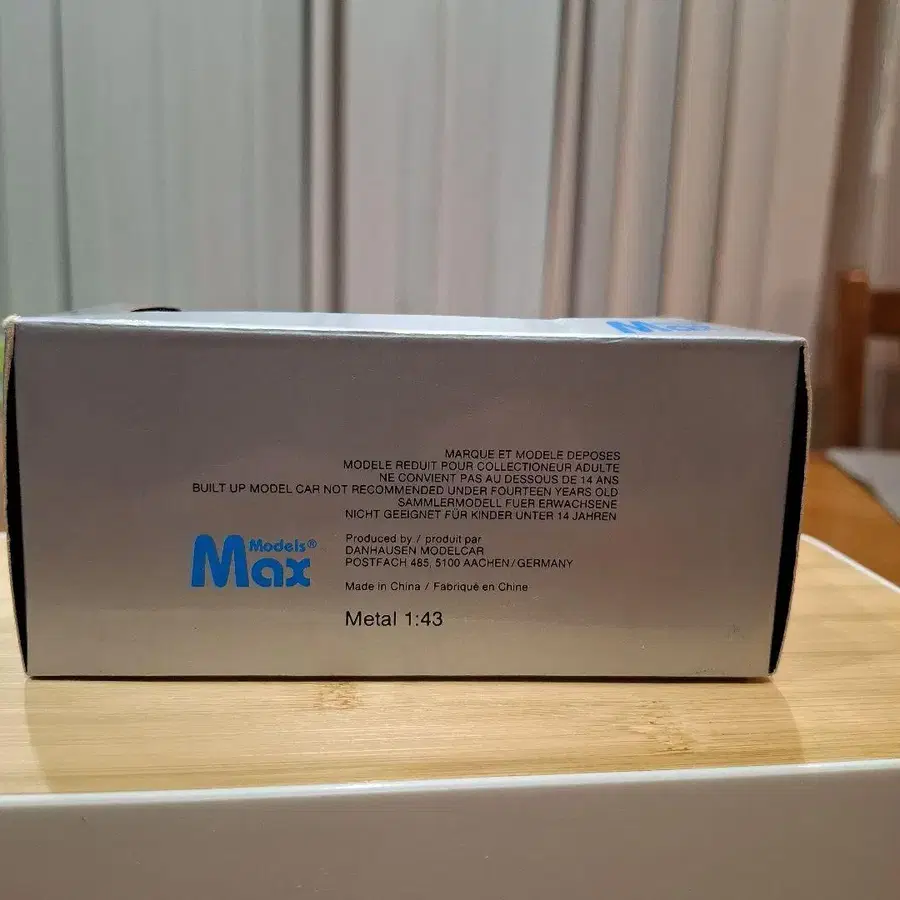 Max
MARQUE ET MODELE DEPOSES
MODELE REDUIT POUR COLLECTIONEUR ADULTE
NE CONVIENT PAS AU DESSOUS DE 14 ANS
BUILT UP MODEL CAR NOT RECOMMENDED UNDER FOURTEEN YEARS OLD
SAMMLERMODELL FUER ERWACHSENE
NICHT GEEIGNET FÜR KINDER UNTER 14 JAHREN
Models®
Max
Produced by / produit par
DANHAUSEN MODELCAR
POSTFACH 485, 5100 AACHEN/GERMANY
Made in China / Fabriqué en Chine
Metal 1:43